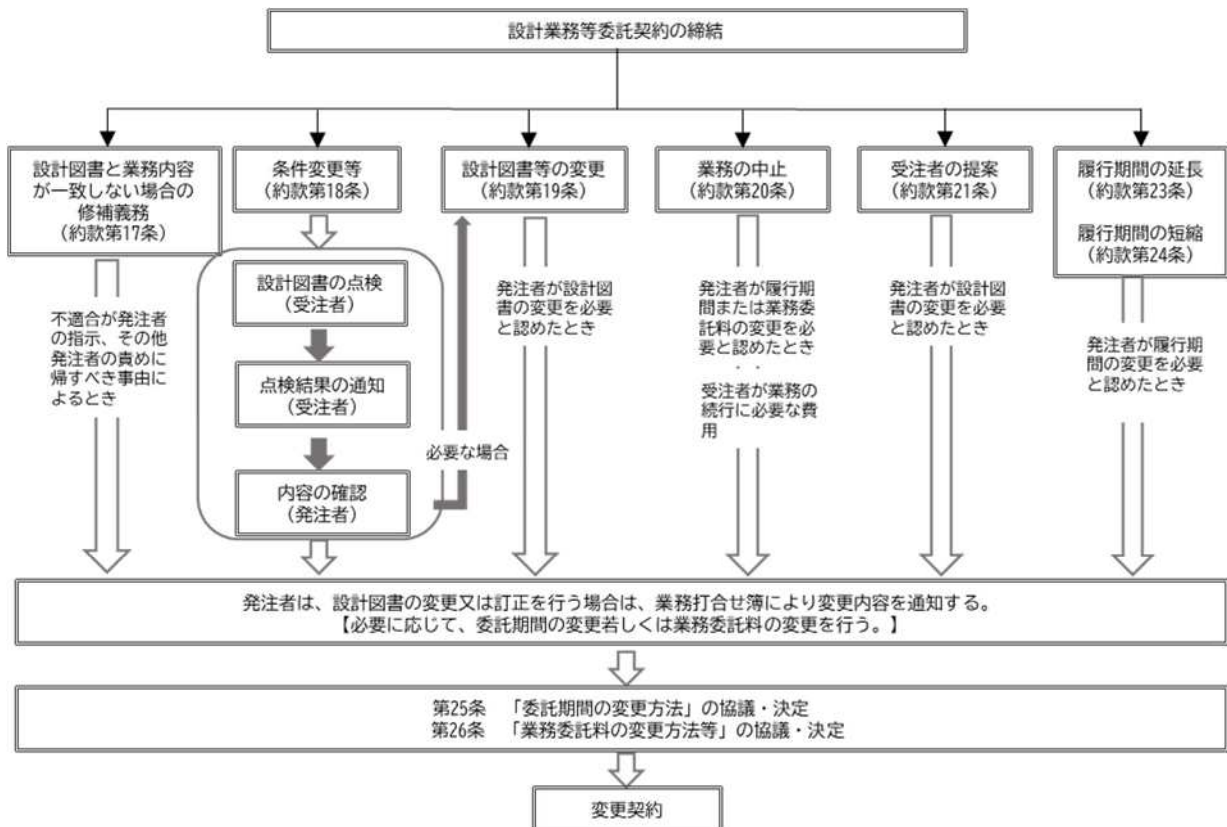 設計業務等委託契約の締結
設計図書と業務内容
が一致しない場合の
修補義務
(約款第17条)
条件変更等
(約款第18条)
設計図書等の変更
(約款第19条)
業務の中止
(約款第20条)
受注者の提案
(約款第21条)
履行期間の延長
(約款第23条)
履行期間の短縮
(約款第24条)
不適合が発注者
の指示、その他
発注者の責めに
帰すべき事由に
よるとき
設計図書の点検
(受注者)
点検結果の通知
(受注者)
内容の確認
(発注者)
必要な場合
発注者が設計図
書の変更を必要
と認めたとき
発注者が履行期
間または業務委
託料の変更を必
要と認めたとき
・・
受注者が業務の
続行に必要な費
用
発注者が設計図
書の変更を必要
と認めたとき
発注者が履行期
間の変更を必要
と認めたとき
発注者は、設計図書の変更又は訂正を行う場合は、業務打合せ簿により変更内容を通知する。
【必要に応じて、委託期間の変更若しくは業務委託料の変更を行う。】
第25条 「委託期間の変更方法」の協議・決定
第26条 「業務委託料の変更方法等」の協議・決定
変更契約